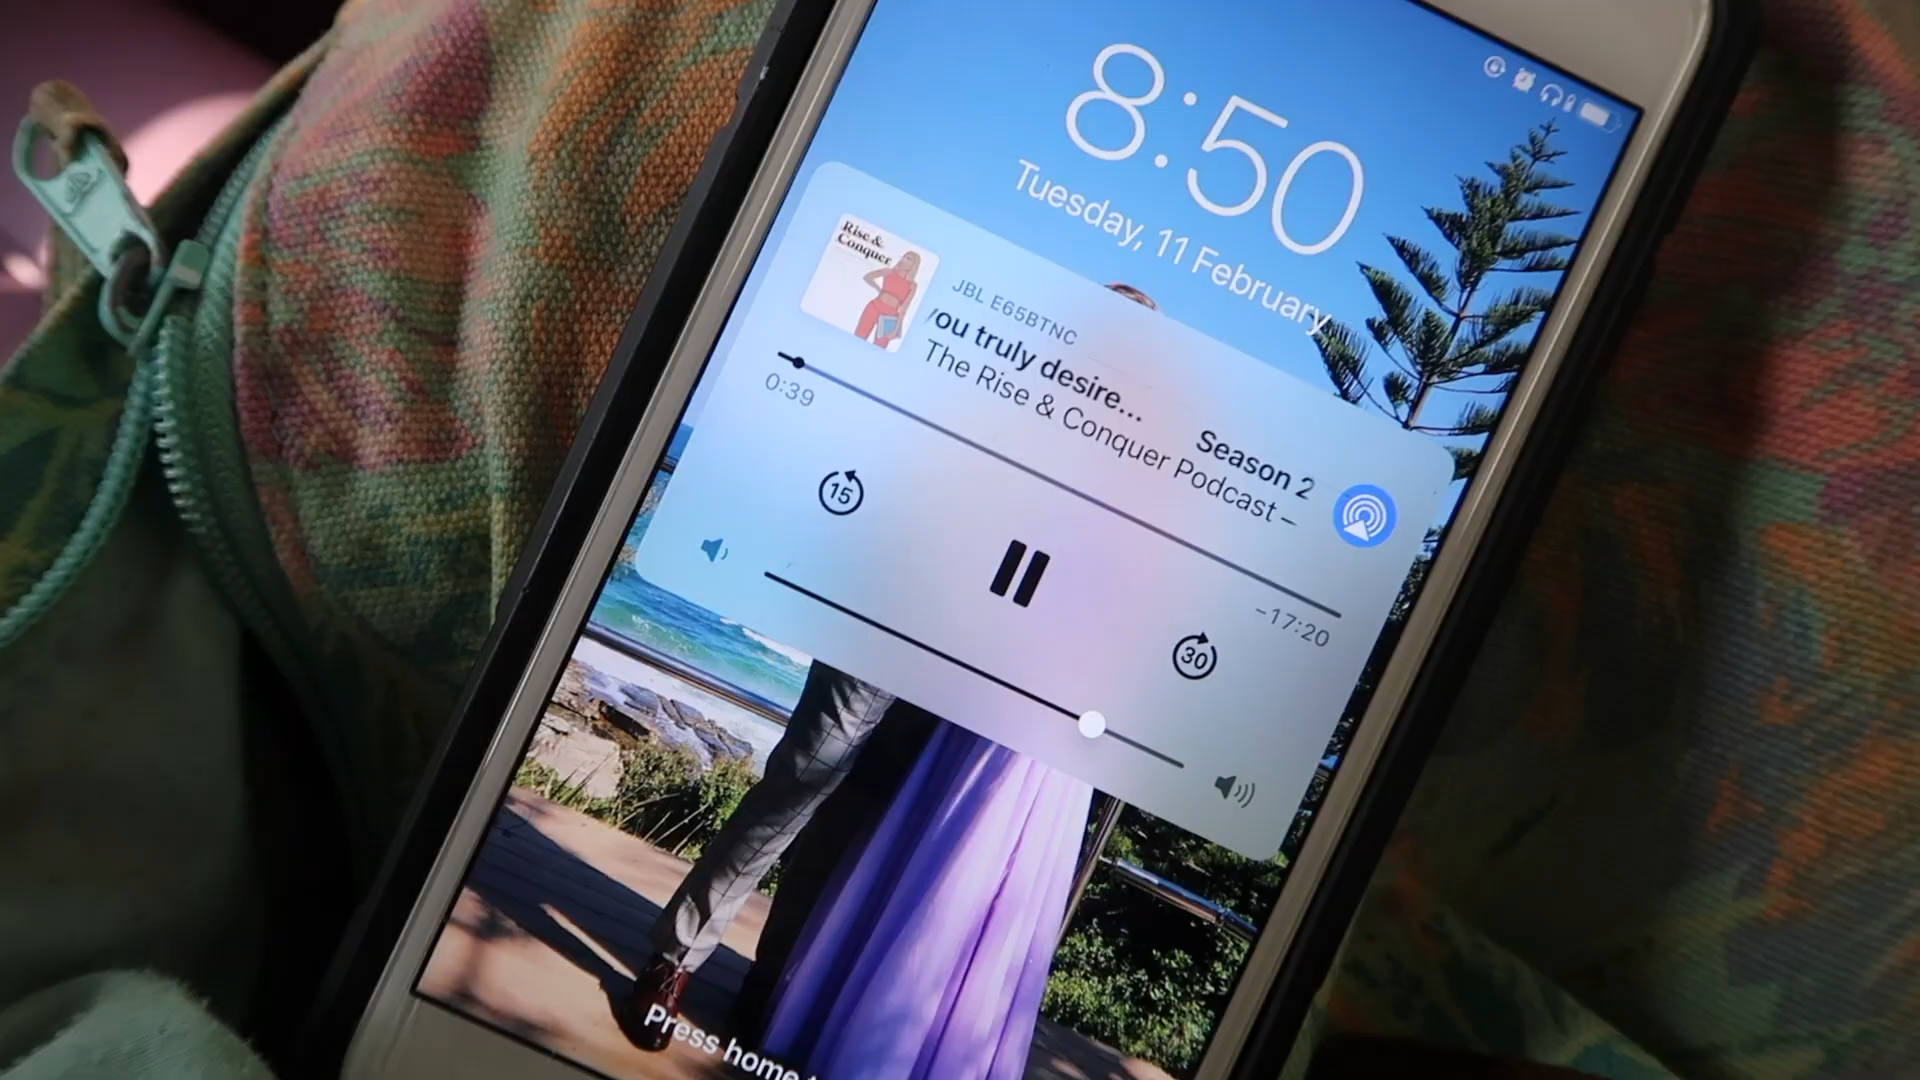 8:50
Tuesday, 11 February
Rise &
Conquer
JBL E65BTNC
you truly desire... Season 2
The Rise & Conquer Podcast –
0:39
-17:20
15
30
Press home